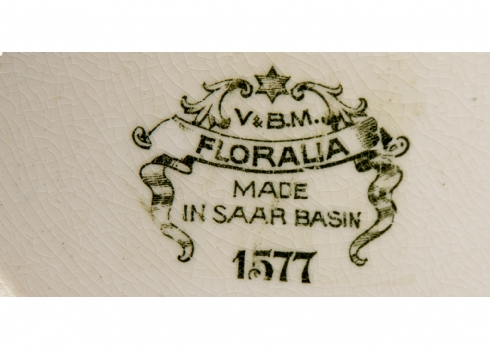 V&B.M.
FLORALIA
MADE
IN SAAR BASIN
1577